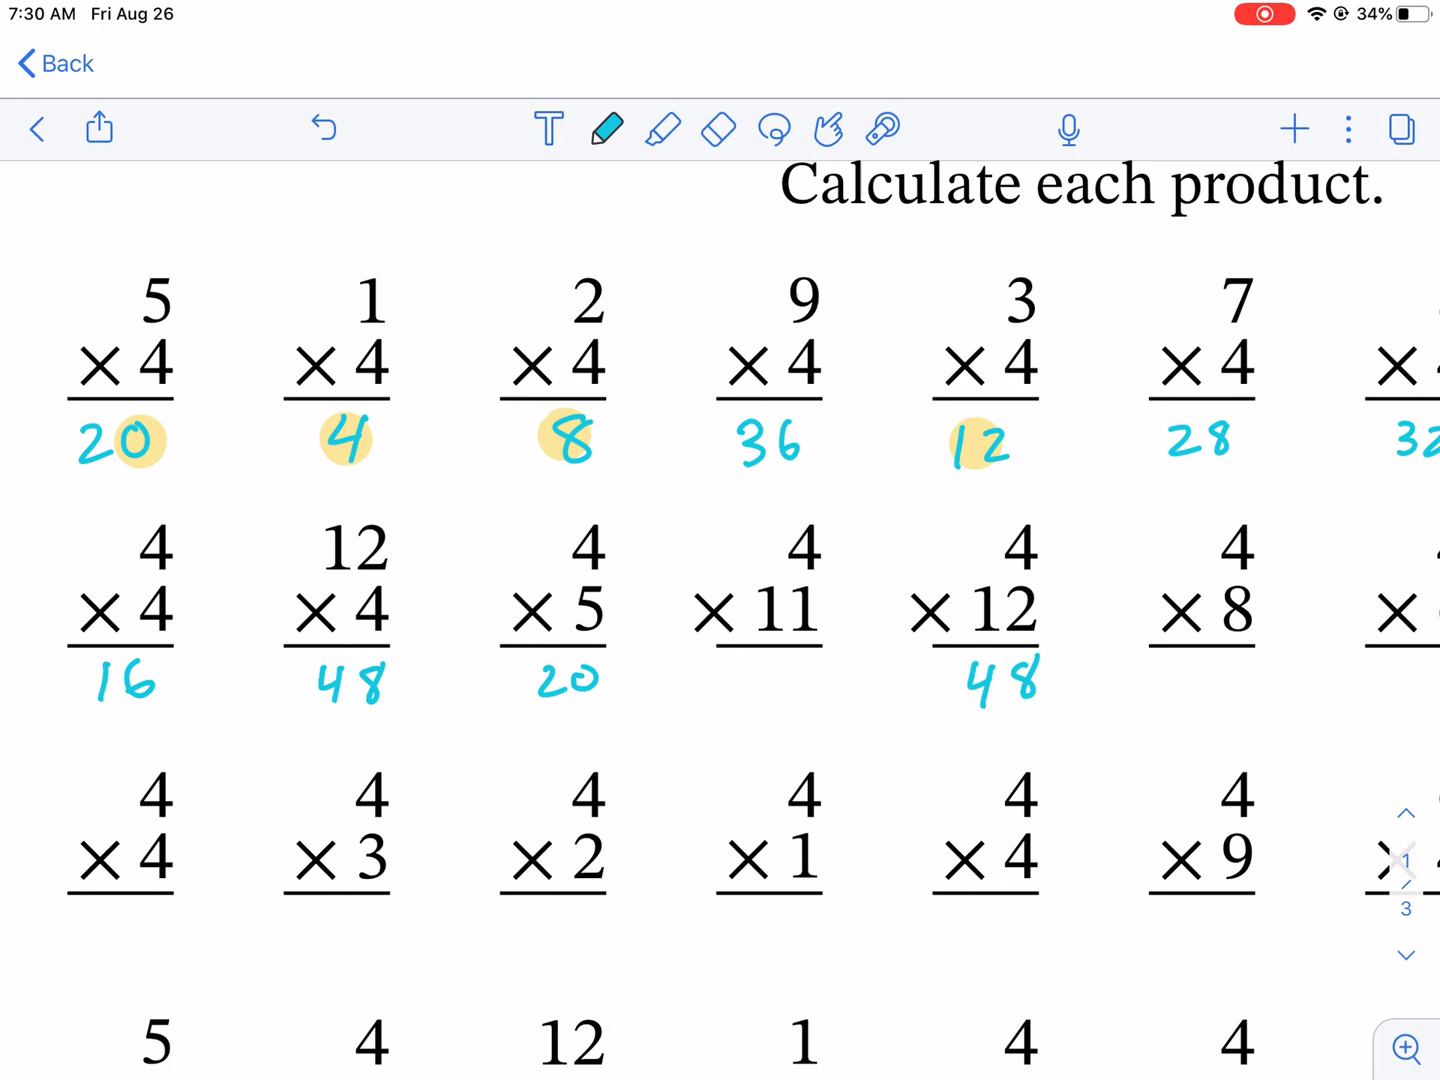 7:30 AM Fri Aug 26 34%
Back
Calculate each product.
5 1 2 9 3 7
× 4 × 4 × 4 × 4 × 4 × 4 ×
20 4 8 36 12 28 32
4 12 4 4 4 4
× 4 × 4 × 5 × 11 × 12 × 8 ×
16 48 20 48
4 4 4 4 4 4
× 4 × 3 × 2 × 1 × 4 × 9 ×
1
/
3
5 4 12 1 4 4